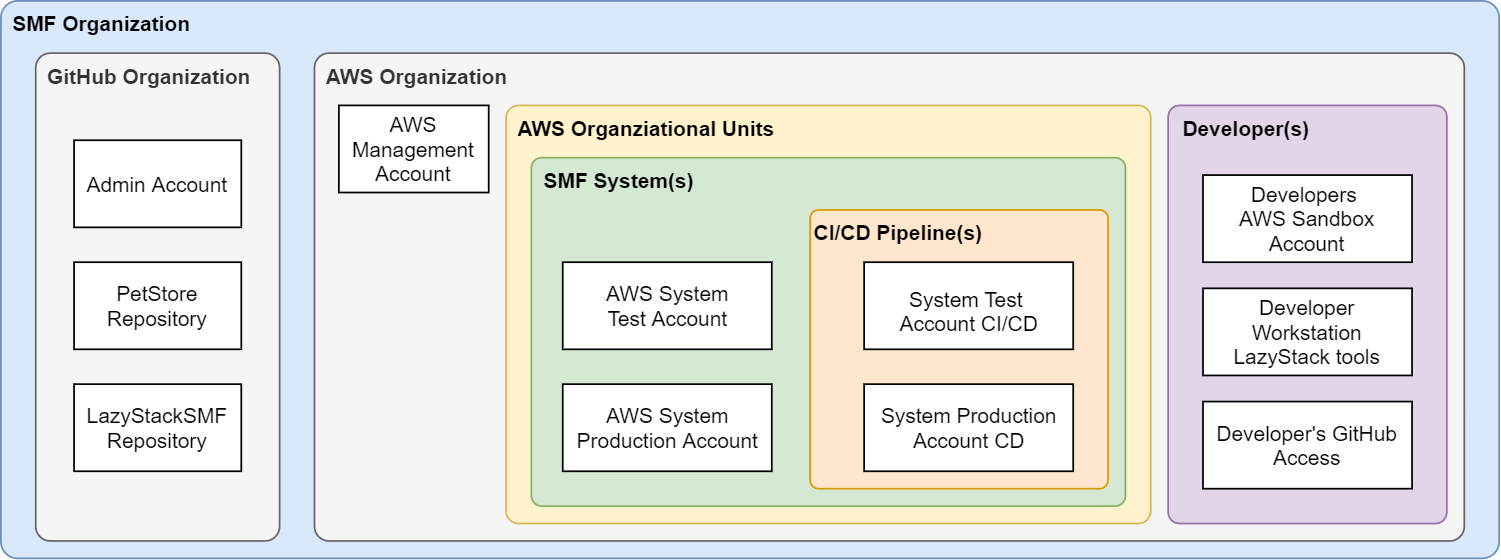 SMF Organization
GitHub Organization
Admin Account
PetStore
Repository
LazyStackSMF
Repository
AWS Organization
AWS
Management
Account
AWS Organziational Units
SMF System(s)
AWS System
Test Account
AWS System
Production Account
CI/CD Pipeline(s)
System Test
Account CI/CD
System Production
Account CD
Developer(s)
Developers
AWS Sandbox
Account
Developer
Workstation
LazyStack tools
Developer's GitHub
Access